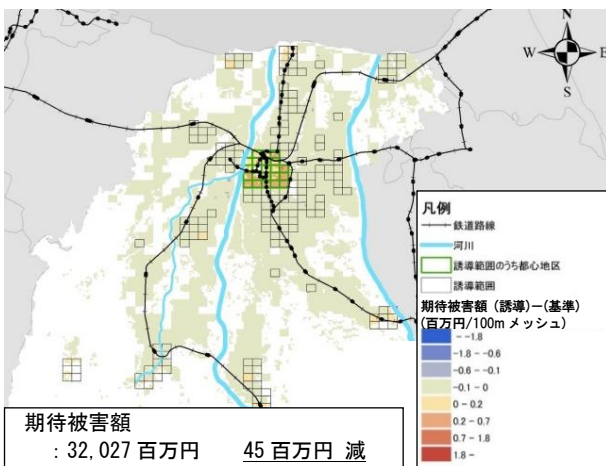 N
W E
S
凡例
鉄道路線
河川
誘導範囲のうち都心地区
誘導範囲
期待被害額 (誘導)－(基準)
(百万円/100m メッシュ)
- -1.8
-1.8 - -0.6
-0.6 - -0.1
-0.1 - 0
0 - 0.2
0.2 - 0.7
0.7 - 1.8
1.8 -
期待被害額
: 32,027 百万円 45 百万円 減